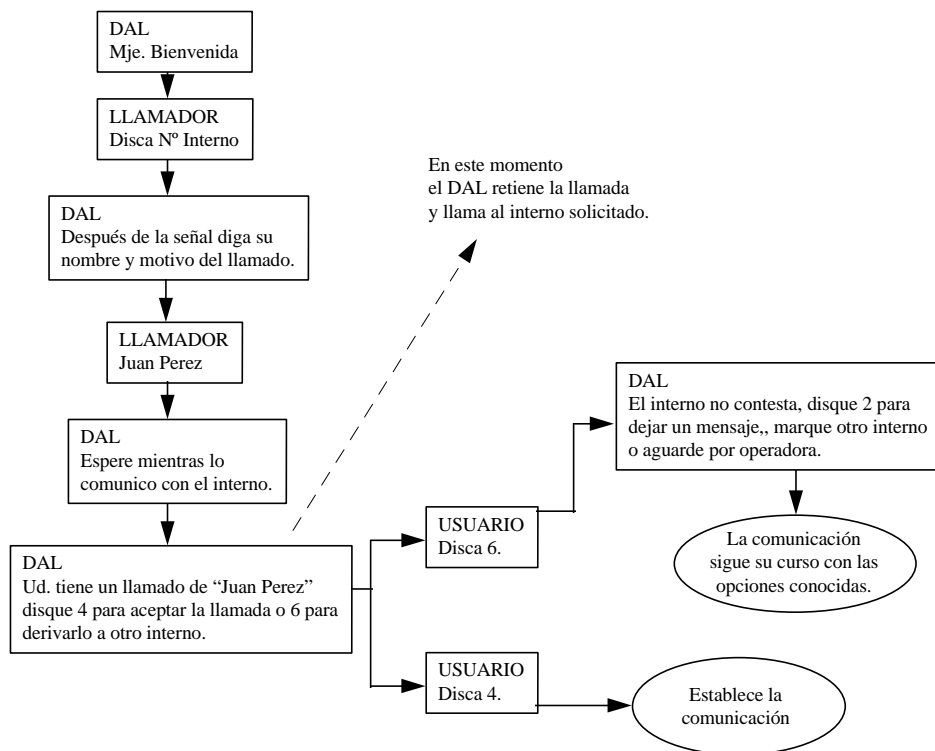 DAL
Mje. Bienvenida
LLAMADOR
Disca Nº Interno
En este momento
el DAL retiene la llamada
y llama al interno solicitado.
DAL
Después de la señal diga su
nombre y motivo del llamado.
LLAMADOR
Juan Perez
DAL
Espere mientras lo
comunico con el interno.
DAL
Ud. tiene un llamado de “Juan Perez”
disque 4 para aceptar la llamada o 6 para
derivarlo a otro interno.
USUARIO
Disca 6.
DAL
El interno no contesta, disque 2 para
dejar un mensaje,, marque otro interno
o aguarde por operadora.
La comunicación
sigue su curso con las
opciones conocidas.
USUARIO
Disca 4.
Establece la
comunicación